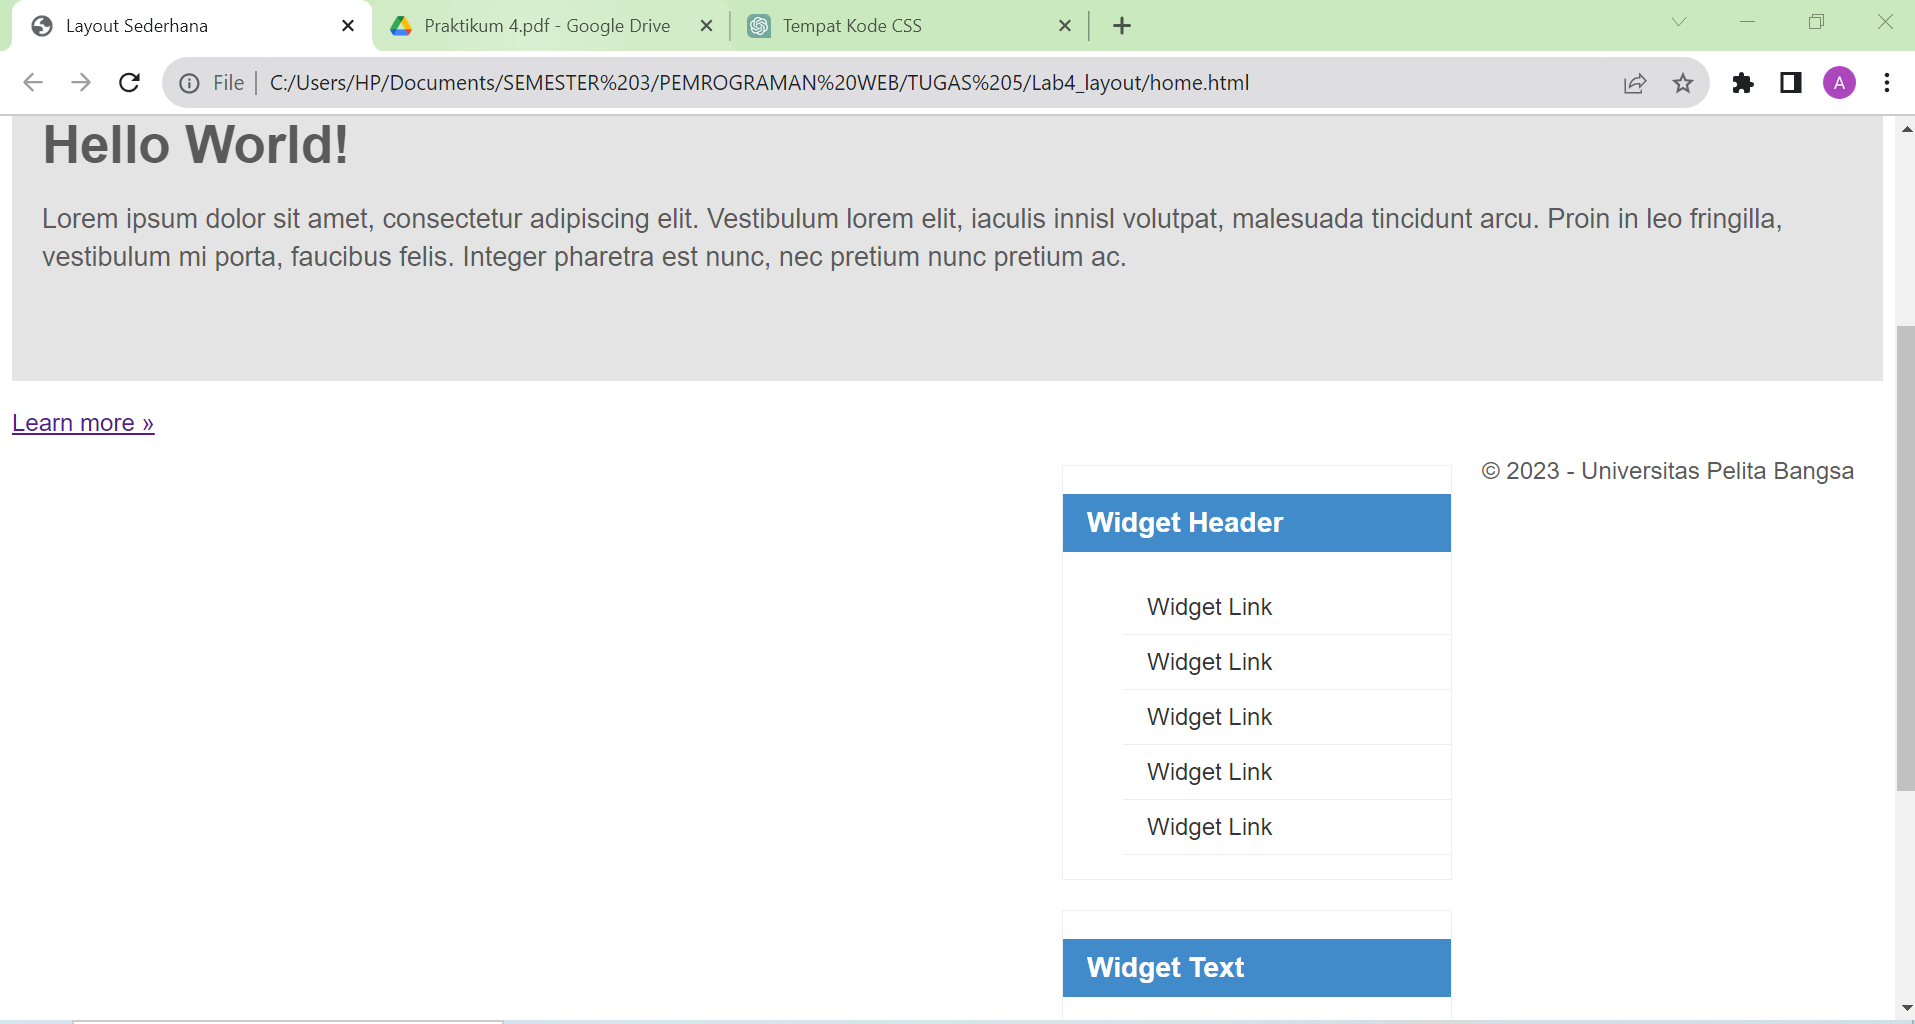 Layout Sederhana
Praktikum 4.pdf - Google Drive
Tempat Kode CSS
File
C:/Users/HP/Documents/SEMESTER%203/PEMROGRAMAN%20WEB/TUGAS%205/Lab4_layout/home.html
A
Hello World!
Lorem ipsum dolor sit amet, consectetur adipiscing elit. Vestibulum lorem elit, iaculis innisl volutpat, malesuada tincidunt arcu. Proin in leo fringilla,
vestibulum mi porta, faucibus felis. Integer pharetra est nunc, nec pretium nunc pretium ac.
Learn more »
© 2023 - Universitas Pelita Bangsa
Widget Header
Widget Link
Widget Link
Widget Link
Widget Link
Widget Link
Widget Text